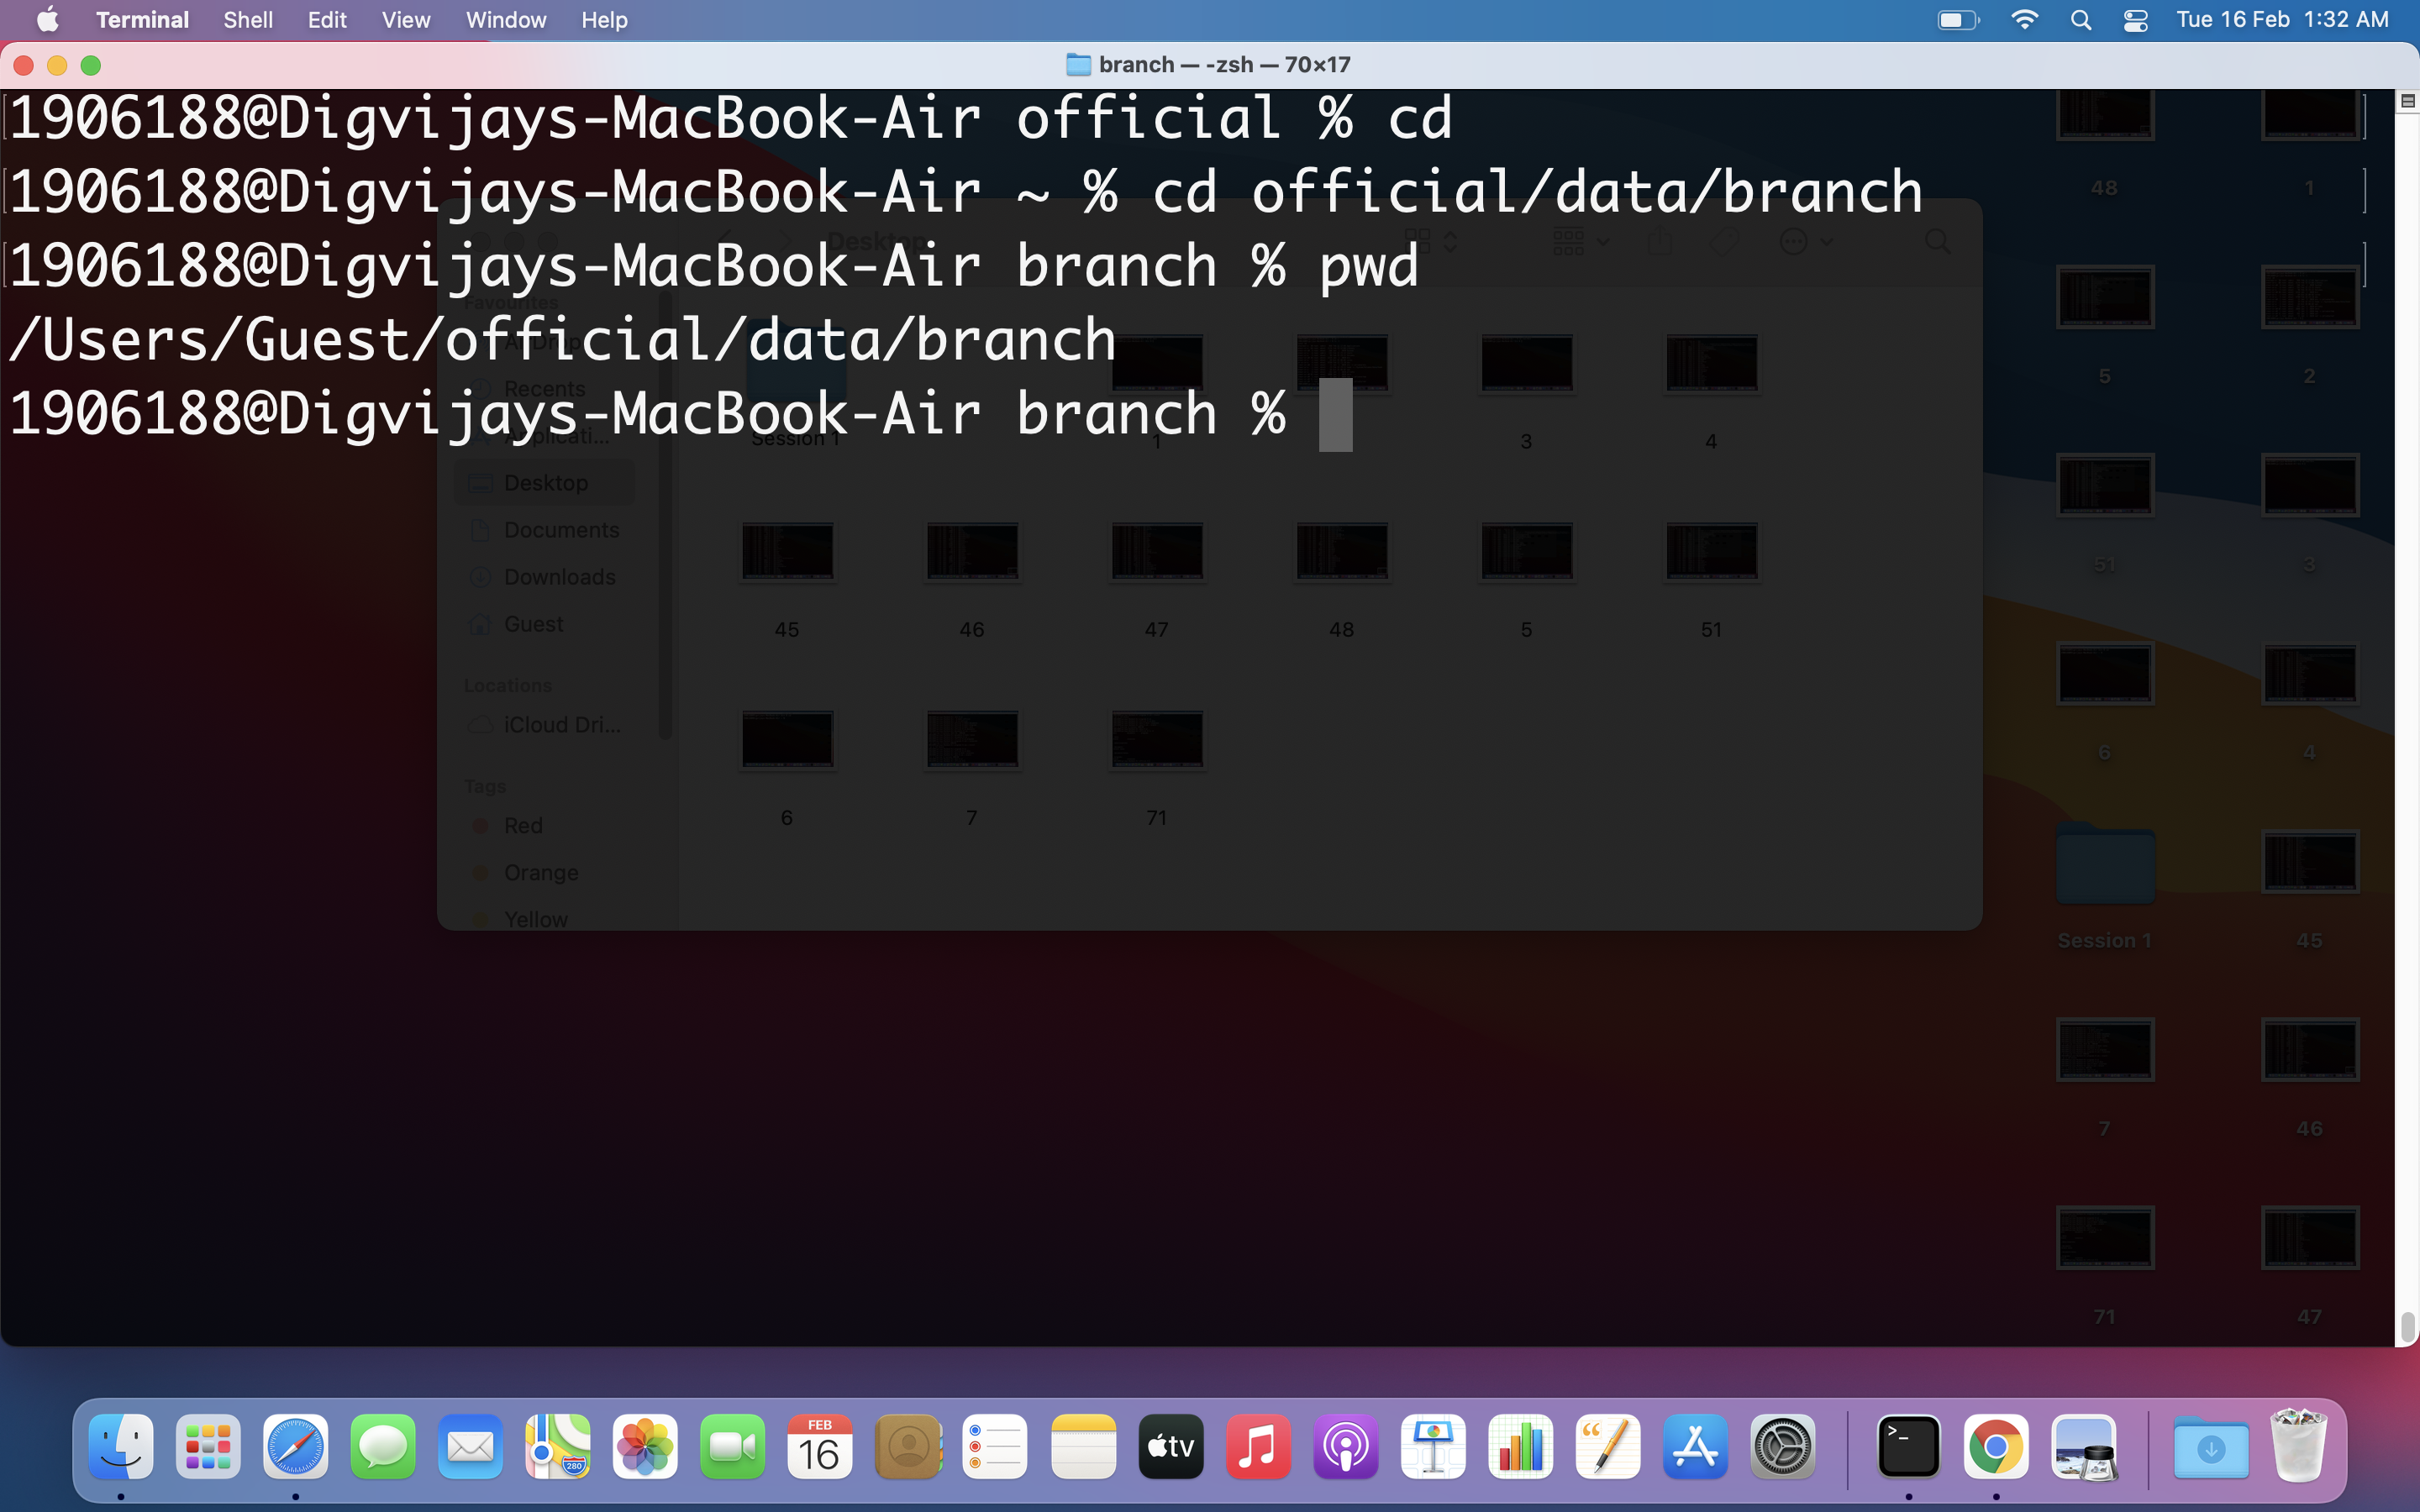 Terminal Shell Edit View Window Help Tue 16 Feb 1:32 AM
branch — -zsh — 70×17
1906188@Digvijays-MacBook-Air official % cd
1906188@Digvijays-MacBook-Air ~ % cd official/data/branch
1906188@Digvijays-MacBook-Air branch % pwd
/Users/Guest/official/data/branch
1906188@Digvijays-MacBook-Air branch %
Desktop
Favourites
AirDrop
Recents
Applicati...
Desktop
Documents
Downloads
Guest
Locations
iCloud Dri...
Tags
Red
Orange
Yellow
Session 1 1 3 4
45 46 47 48 5 51
6 7 71
48 1
5 2
51 3
6 4
Session 1 45
7 46
71 47
280
FEB
16
tv
>_